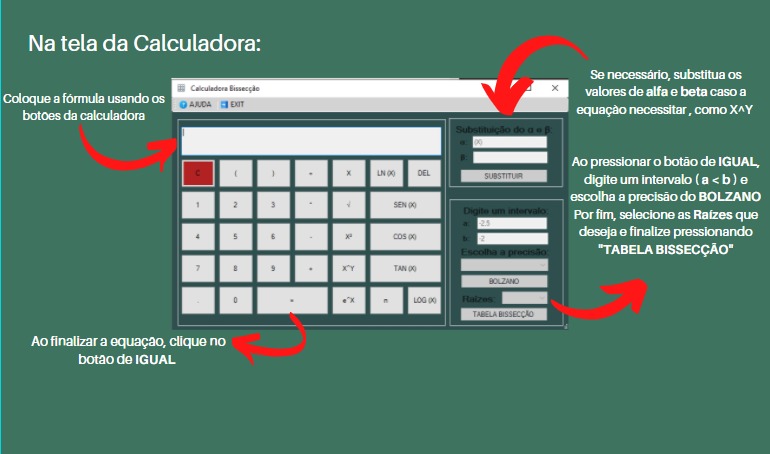 Na tela da Calculadora:
Coloque a fórmula usando os
botões da calculadora
Calculadora Bissecção
AJUDA EXIT
C ( ) ÷ X LN (X) DEL
1 2 3 √ SEN (X)
4 5 6 - X² COS (X)
7 8 9 + X^Y TAN (X)
. 0 = e^X π LOG (X)
Substituição do α e β:
α: (X)
β
SUBSTITUIR
Digite um intervalo:
a: -2,5
b: -2
Escolha a precisão:
BOLZANO
Raízes:
TABELA BISSECÇÃO
Se necessário, substitua os
valores de alfa e beta caso a
equação necessitar , como X^Y
Ao pressionar o botão de IGUAL,
digite um intervalo ( a < b ) e
escolha a precisão do BOLZANO
Por fim, selecione as Raízes que
deseja e finalize pressionando
"TABELA BISSECÇÃO"
Ao finalizar a equação, clique no
botão de IGUAL